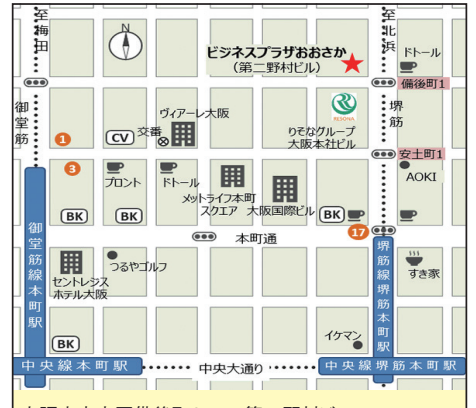 至梅田
至北浜
N
ビジネスプラザおおさか
(第二野村ビル)
ドトール
備後町1
御堂筋
RESONA
堺筋
ヴィアーレ大阪
交番
CV
1
りそなグループ
大阪本社ビル
安土町1
3
プロント
ドトール
メットライフ本町
スクエア
大阪国際ビル
AOKI
BK
BK
BK
17
本町通
御堂筋線本町駅
つるやゴルフ
セントレジス
ホテル大阪
堺筋線堺筋本町駅
すき家
イケマン
BK
中央線本町駅
中央大通り
中央線堺筋本町駅